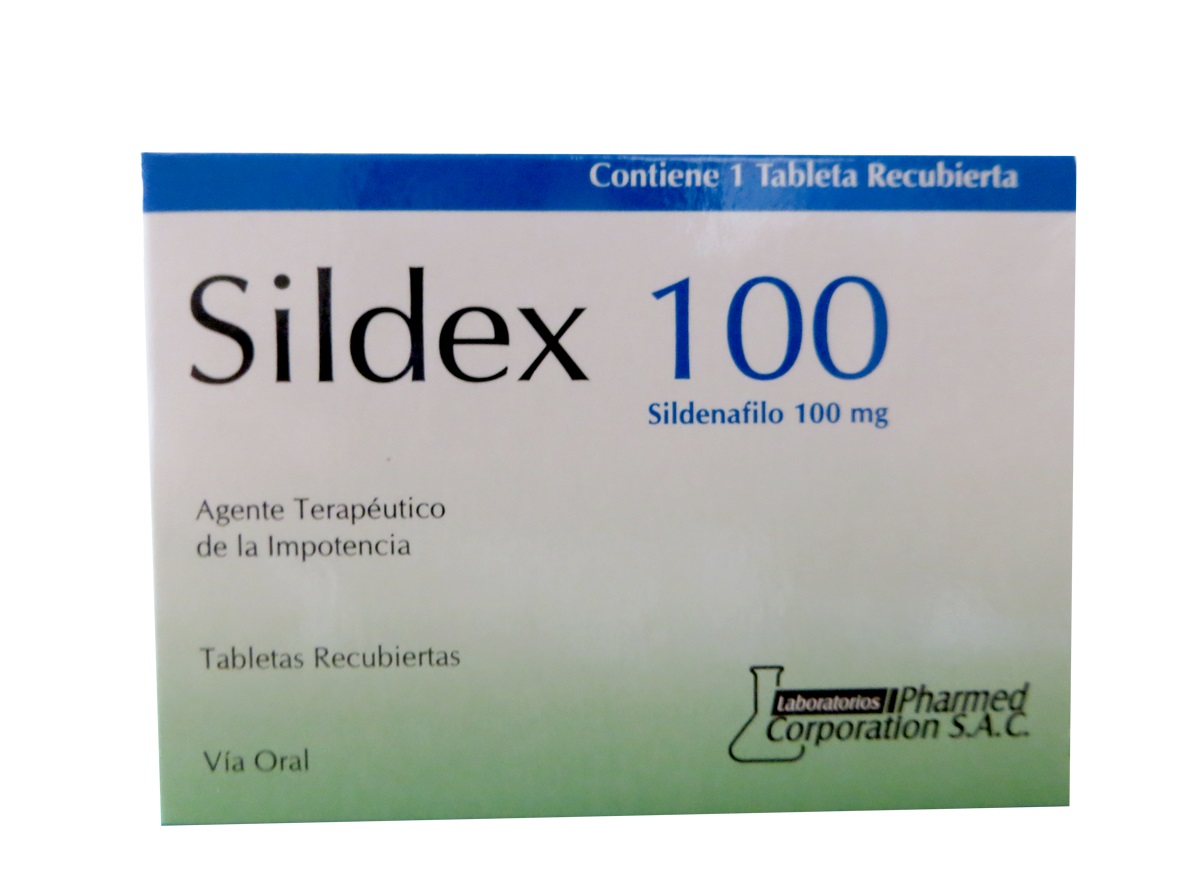 Contiene 1 Tableta Recubierta
Sildex 100
Sildenafilo 100 mg
Agente Terapéutico
de la Impotencia
Tabletas Recubiertas
Vía Oral
Laboratorios Pharmed
Corporation S.A.C.